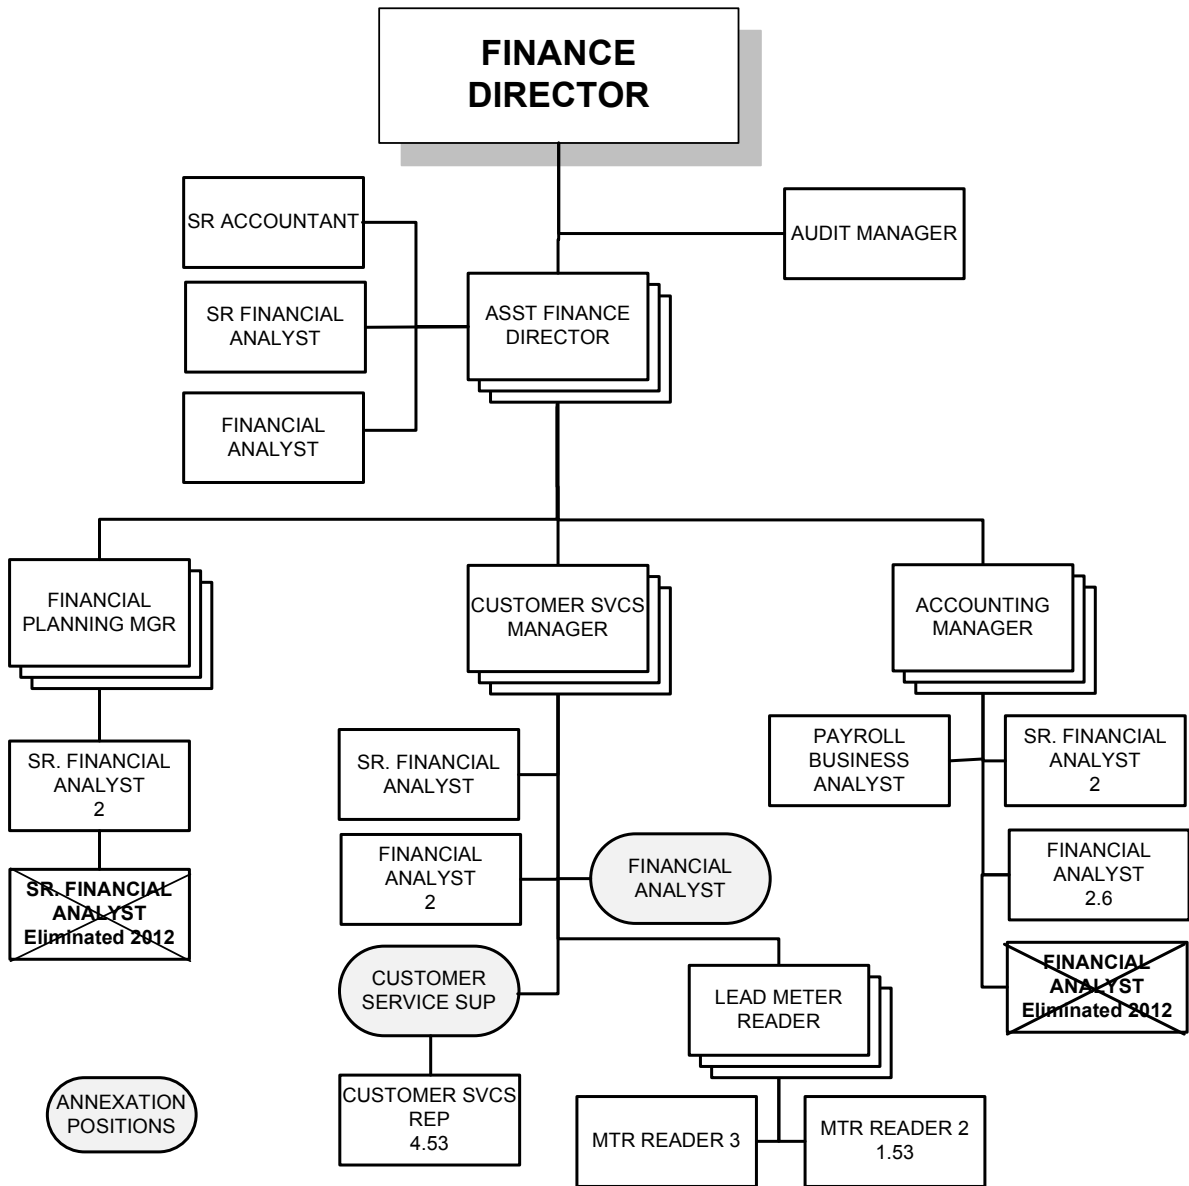 FINANCE
DIRECTOR
SR ACCOUNTANT
AUDIT MANAGER
SR FINANCIAL
ANALYST
ASST FINANCE
DIRECTOR
FINANCIAL
ANALYST
FINANCIAL
PLANNING MGR
CUSTOMER SVCS
MANAGER
ACCOUNTING
MANAGER
SR. FINANCIAL
ANALYST
2
SR. FINANCIAL
ANALYST
Eliminated 2012
SR. FINANCIAL
ANALYST
FINANCIAL
ANALYST
2
FINANCIAL
ANALYST
CUSTOMER
SERVICE SUP
CUSTOMER SVCS
REP
4.53
LEAD METER
READER
MTR READER 3
MTR READER 2
1.53
PAYROLL
BUSINESS
ANALYST
SR. FINANCIAL
ANALYST
2
FINANCIAL
ANALYST
2.6
FINANCIAL
ANALYST
Eliminated 2012
ANNEXATION
POSITIONS